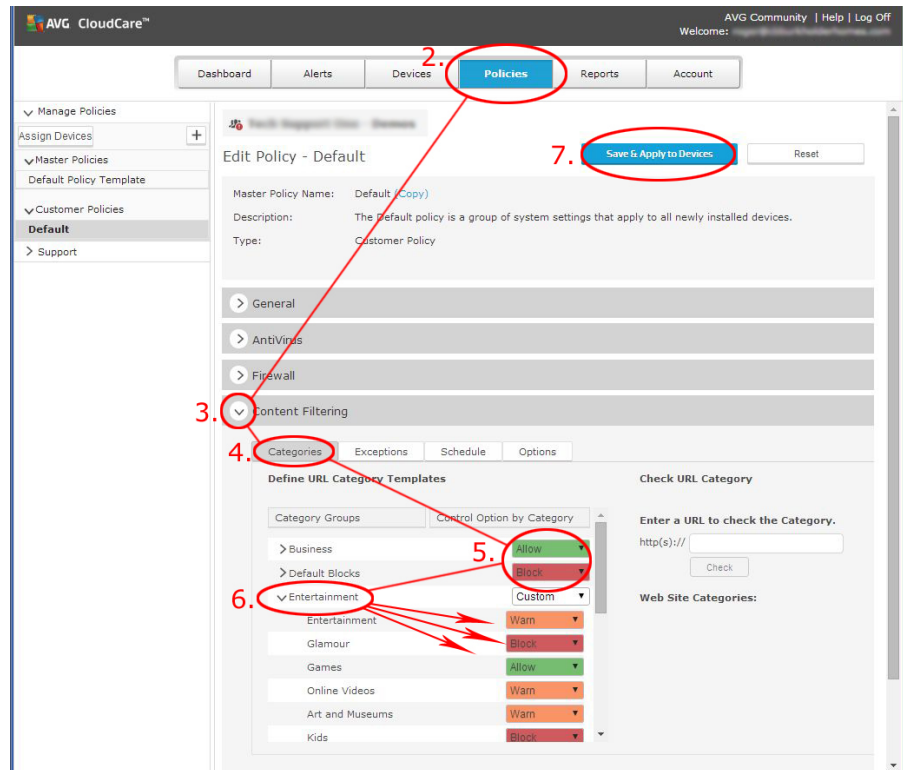 AVG CloudCare™
AVG Community | Help | Log Off
Welcome:
2.
Dashboard Alerts Devices Policies Reports Account
Manage Policies
Assign Devices +
Master Policies
Default Policy Template
Customer Policies
Default
Support
Edit Policy - Default
7.
Save & Apply to Devices
Reset
Master Policy Name: Default (Copy)
Description: The Default policy is a group of system settings that apply to all newly installed devices.
Type: Customer Policy
General
AntiVirus
Firewall
3.
Content Filtering
4.
Categories Exceptions Schedule Options
Define URL Category Templates
Check URL Category
Category Groups Control Option by Category
Enter a URL to check the Category.
http(s)://
Check
Web Site Categories:
5.
Business Allow
Default Blocks Block
6.
Entertainment Custom
Entertainment Warn
Glamour Block
Games Allow
Online Videos Warn
Art and Museums Warn
Kids Block